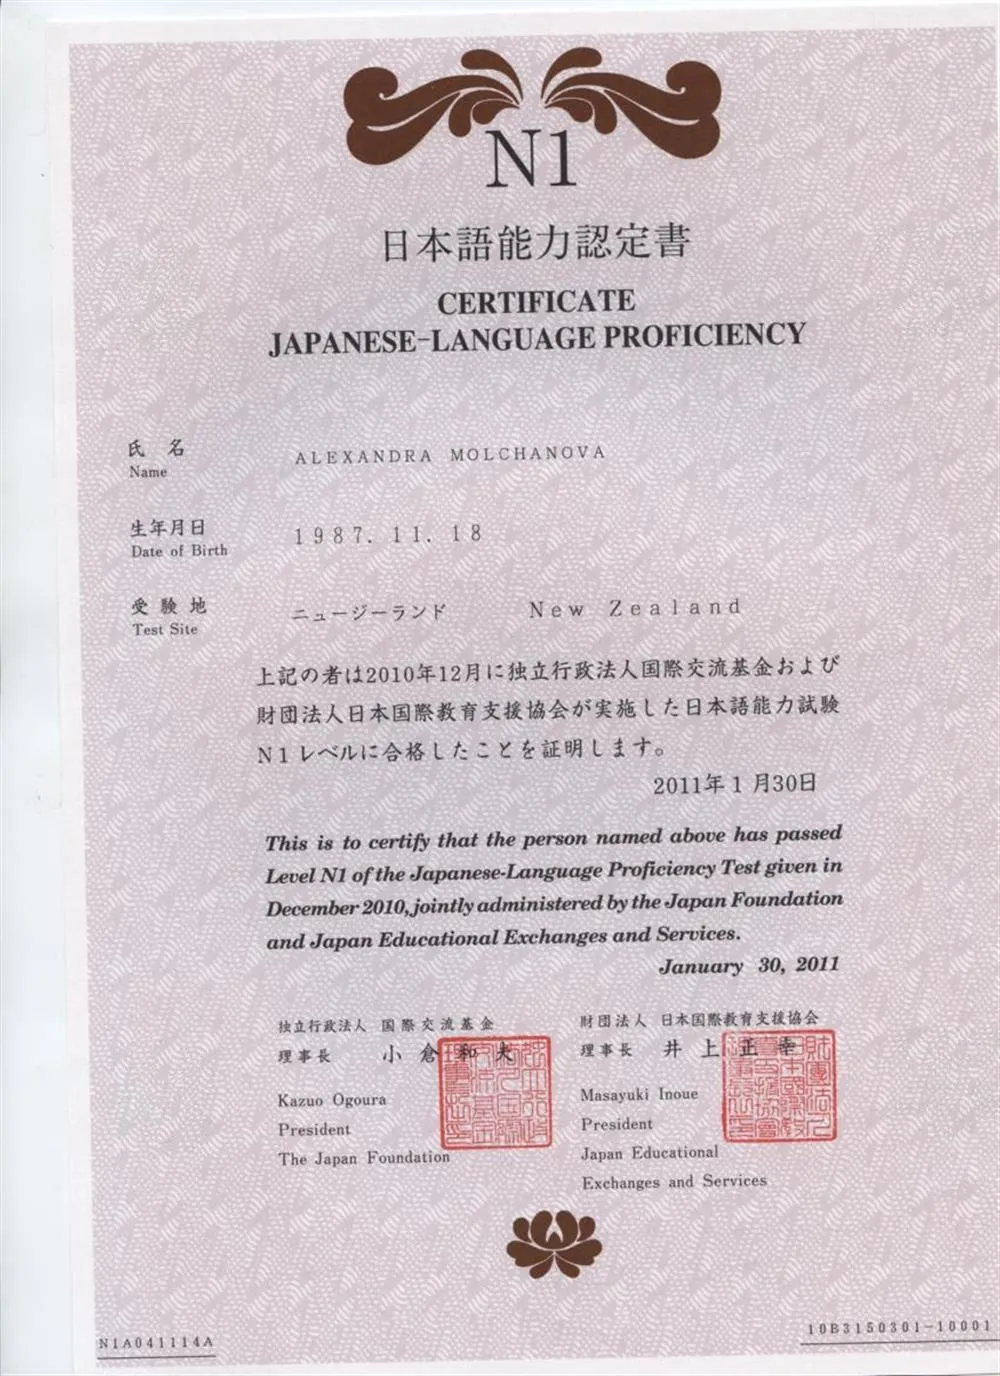 N1
日本語能力認定書
CERTIFICATE
JAPANESE-LANGUAGE PROFICIENCY
氏 名
Name
ALEXANDRA MOLCHANOVA
生年月日
Date of Birth
1987. 11. 18
受 験 地
Test Site
ニュージーランド New Zealand
上記の者は2010年12月に独立行政法人国際交流基金および
財団法人日本国際教育支援協会が実施した日本語能力試験
N1レベルに合格したことを証明します。
2011年 1 月30日
This is to certify that the person named above has passed
Level N1 of the Japanese-Language Proficiency Test given in
December 2010, jointly administered by the Japan Foundation
and Japan Educational Exchanges and Services.
January 30, 2011
独立行政法人 国際交流基金
理事長 小倉和夫
Kazuo Ogoura
President
The Japan Foundation
財団法人 日本国際教育支援協会
理事長 井上正幸
Masayuki Inoue
President
Japan Educational
Exchanges and Services
N1A041114A
10B3150301-10001